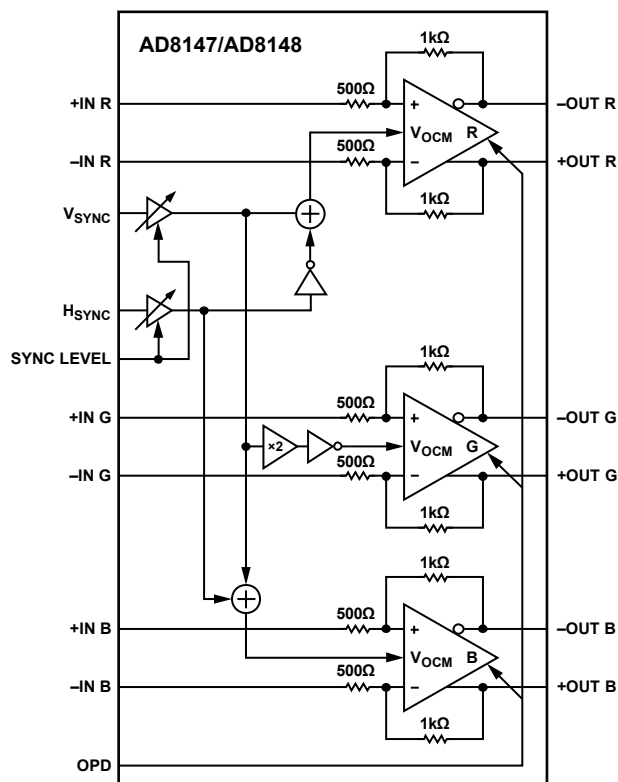 AD8147/AD8148
1kΩ
500Ω
+IN R
+
–OUT R
500Ω
VOCM R
–IN R
–
+OUT R
1kΩ
VSYNC
+
HSYNC
SYNC LEVEL
1kΩ
500Ω
+IN G
+
–OUT G
×2
500Ω
VOCM G
–IN G
–
+OUT G
1kΩ
1kΩ
+
500Ω
+IN B
+
–OUT B
500Ω
VOCM B
–IN B
–
+OUT B
1kΩ
OPD